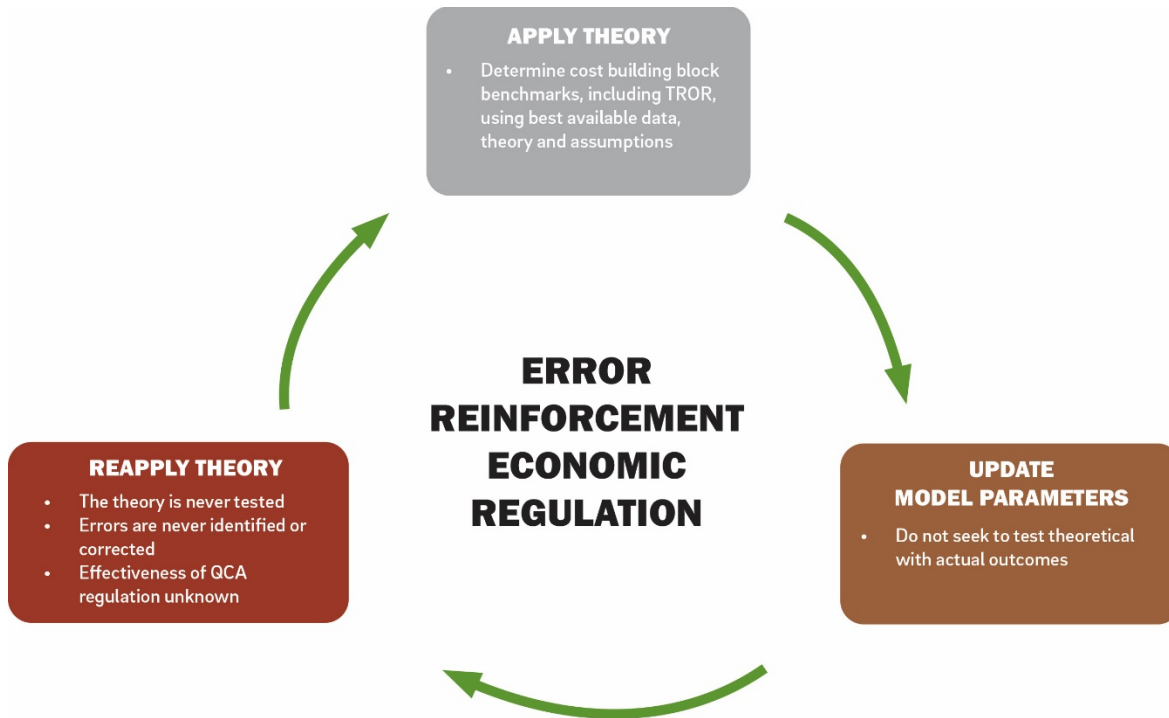 APPLY THEORY
• Determine cost building block
benchmarks, including TROR,
using best available data,
theory and assumptions
ERROR
REINFORCEMENT
ECONOMIC
REGULATION
UPDATE
MODEL PARAMETERS
• Do not seek to test theoretical
with actual outcomes
REAPPLY THEORY
• The theory is never tested
• Errors are never identified or
corrected
• Effectiveness of QCA
regulation unknown